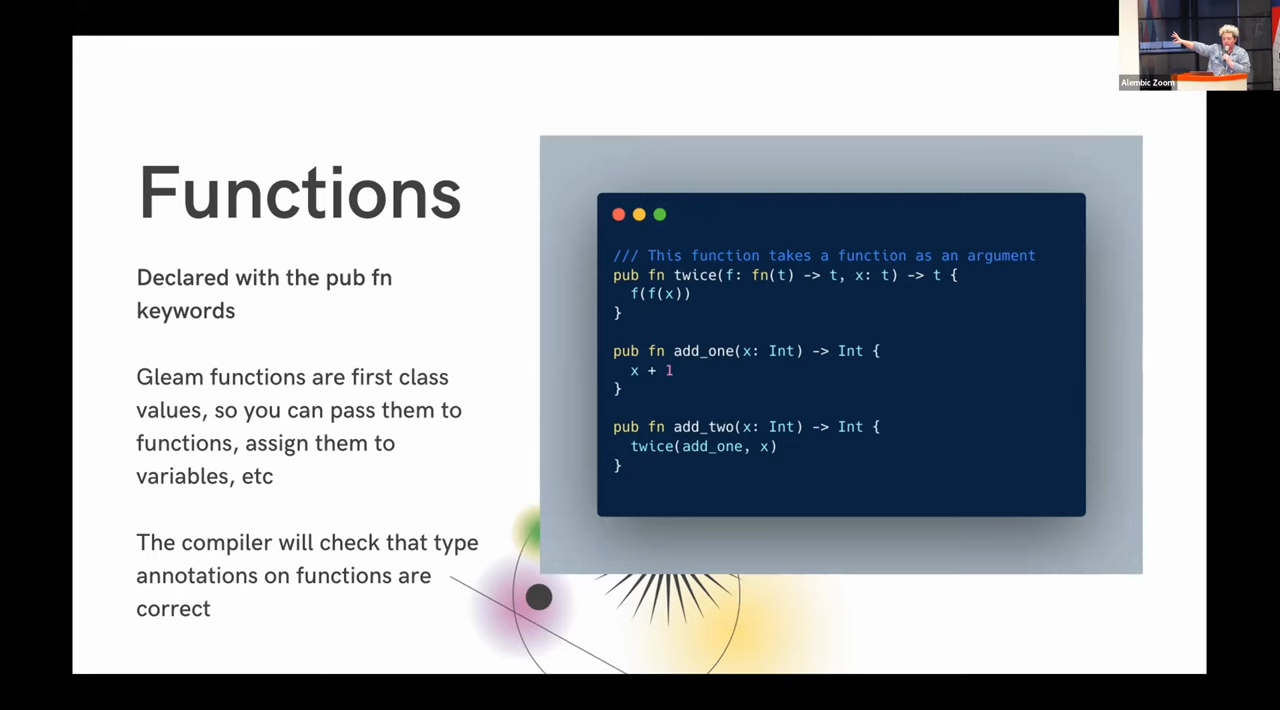 Alembic Zoom
Functions
Declared with the pub fn
keywords
Gleam functions are first class
values, so you can pass them to
functions, assign them to
variables, etc
The compiler will check that type
annotations on functions are
correct
/// This function takes a function as an argument
pub fn twice(f: fn(t) -> t, x: t) -> t {
  f(f(x))
}
pub fn add_one(x: Int) -> Int {
  x + 1
}
pub fn add_two(x: Int) -> Int {
  twice(add_one, x)
}